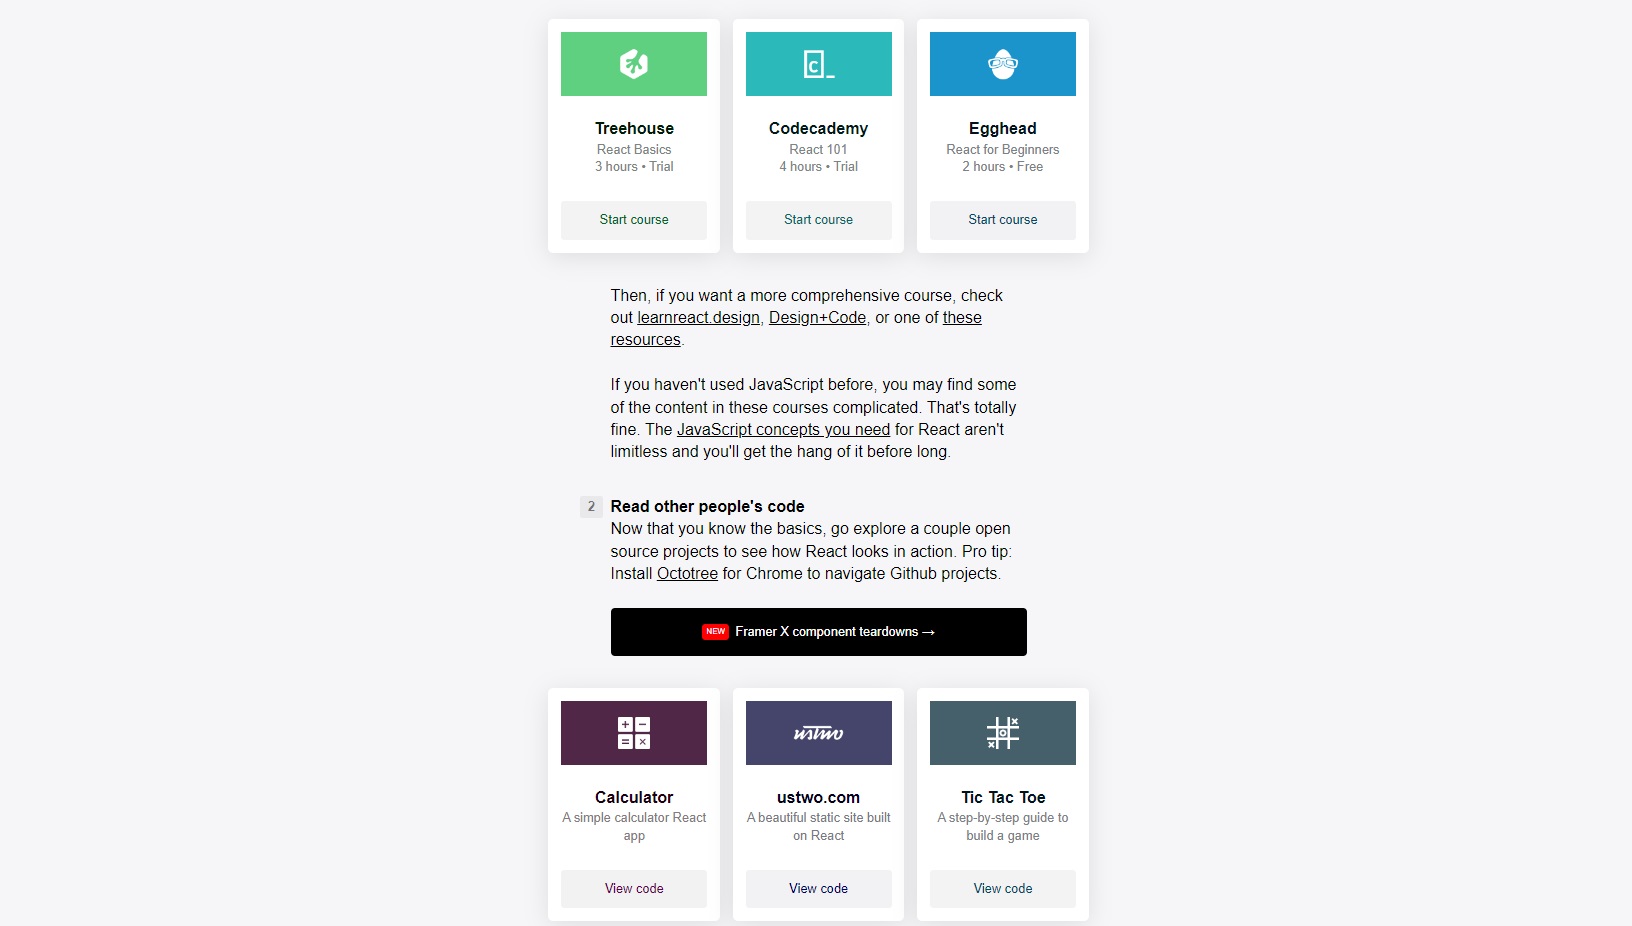 C_
Treehouse
React Basics
3 hours • Trial
Start course
Codecademy
React 101
4 hours • Trial
Start course
Egghead
React for Beginners
2 hours • Free
Start course
Then, if you want a more comprehensive course, check
out learnreact.design, Design+Code, or one of these
resources.
If you haven't used JavaScript before, you may find some
of the content in these courses complicated. That's totally
fine. The JavaScript concepts you need for React aren't
limitless and you'll get the hang of it before long.
2 Read other people's code
Now that you know the basics, go explore a couple open
source projects to see how React looks in action. Pro tip:
Install Octotree for Chrome to navigate Github projects.
NEW Framer X component teardowns →
Calculator
A simple calculator React
app
View code
ustwo
ustwo.com
A beautiful static site built
on React
View code
Tic Tac Toe
A step-by-step guide to
build a game
View code